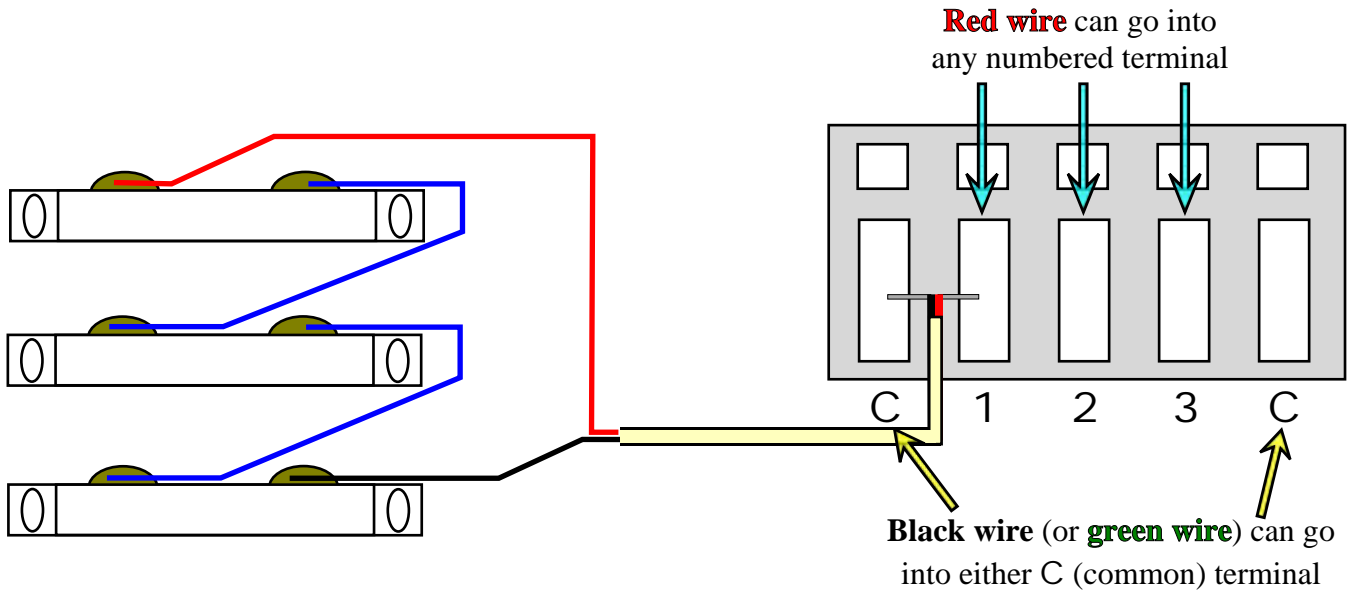 Red wire can go into
any numbered terminal
C 1 2 3 C
Black wire (or green wire) can go
into either C (common) terminal